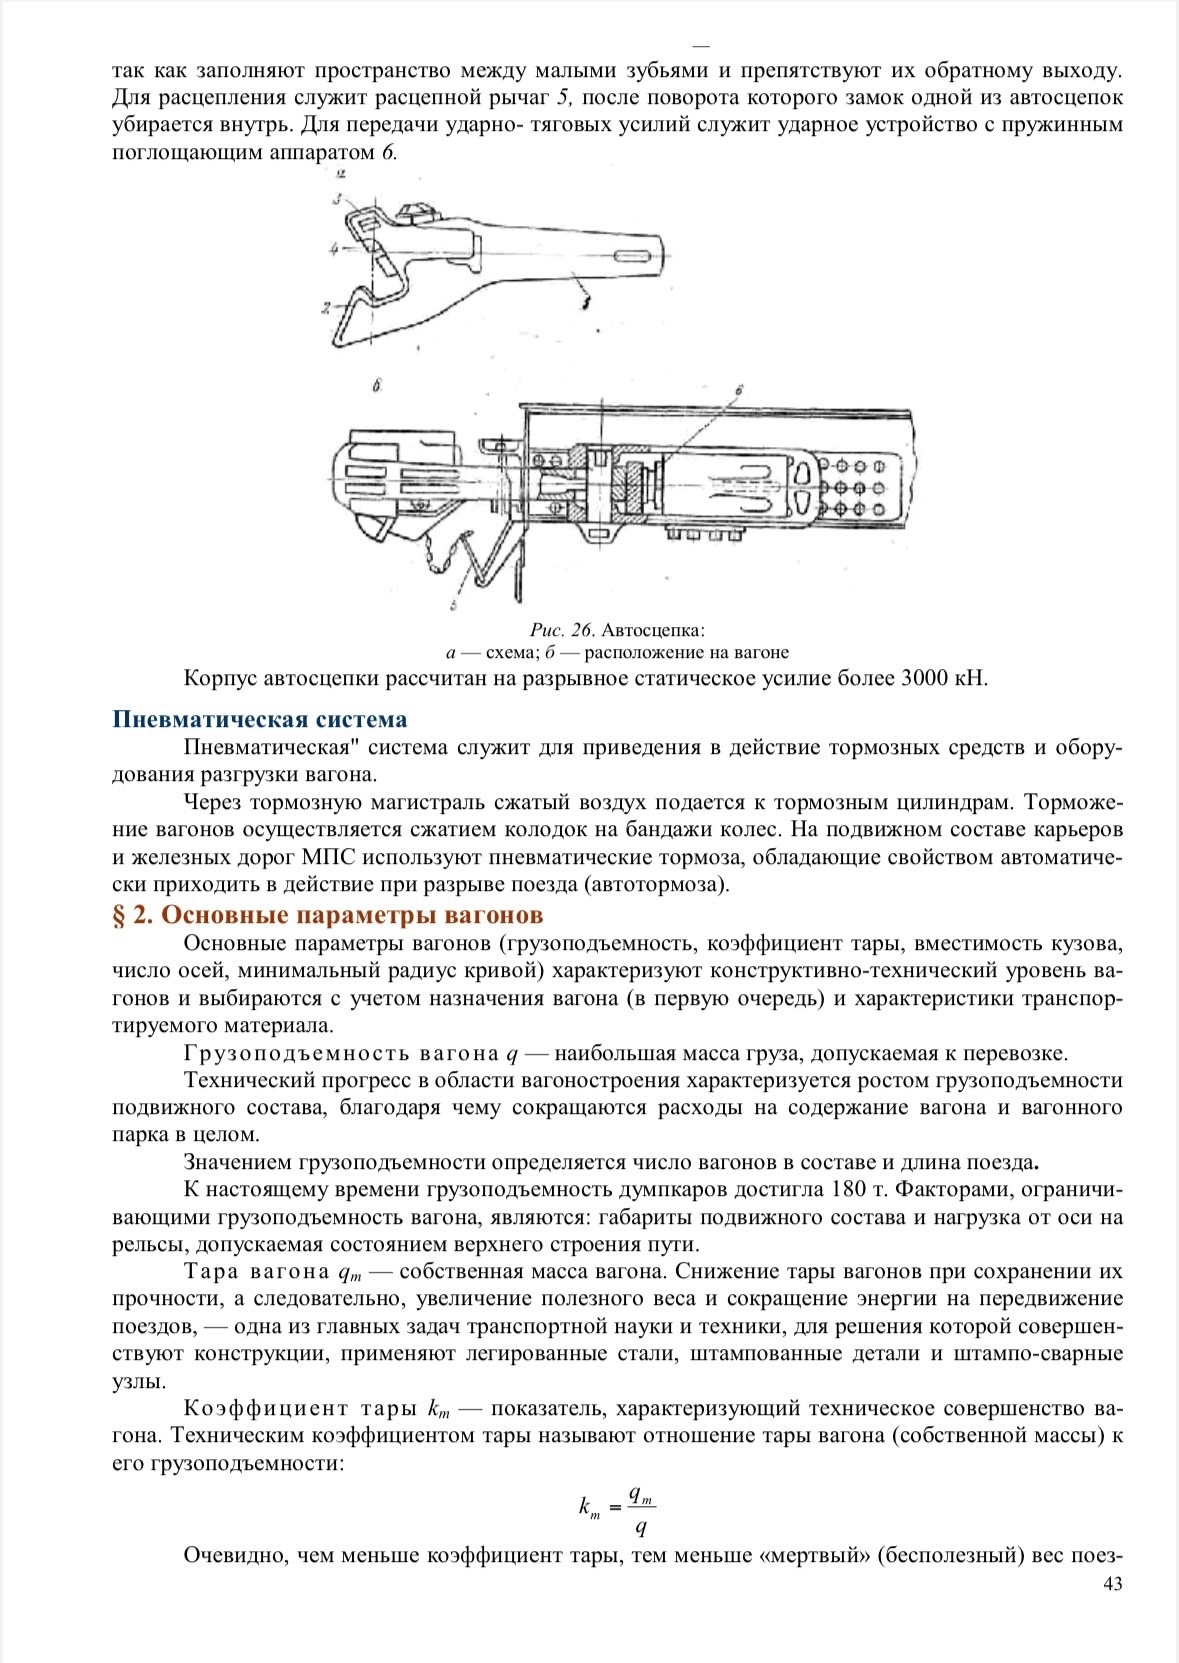 —
так как заполняют пространство между малыми зубьями и препятствуют их обратному выходу.
Для расцепления служит расцепной рычаг 5, после поворота которого замок одной из автосцепок
убирается внутрь. Для передачи ударно- тяговых усилий служит ударное устройство с пружинным
поглощающим аппаратом 6.
а
3
4
2
б
6
5
Рис. 26. Автосцепка:
а — схема; б — расположение на вагоне
Корпус автосцепки рассчитан на разрывное статическое усилие более 3000 кН.
Пневматическая система
Пневматическая" система служит для приведения в действие тормозных средств и обору-
дования разгрузки вагона.
Через тормозную магистраль сжатый воздух подается к тормозным цилиндрам. Торможе-
ние вагонов осуществляется сжатием колодок на бандажи колес. На подвижном составе карьеров
и железных дорог МПС используют пневматические тормоза, обладающие свойством автоматиче-
ски приходить в действие при разрыве поезда (автотормоза).
§ 2. Основные параметры вагонов
Основные параметры вагонов (грузоподъемность, коэффициент тары, вместимость кузова,
число осей, минимальный радиус кривой) характеризуют конструктивно-технический уровень ва-
гонов и выбираются с учетом назначения вагона (в первую очередь) и характеристики транспор-
тируемого материала.
Грузоподъемность вагона q — наибольшая масса груза, допускаемая к перевозке.
Технический прогресс в области вагоностроения характеризуется ростом грузоподъемности
подвижного состава, благодаря чему сокращаются расходы на содержание вагона и вагонного
парка в целом.
Значением грузоподъемности определяется число вагонов в составе и длина поезда.
К настоящему времени грузоподъемность думпкаров достигла 180 т. Факторами, ограничи-
вающими грузоподъемность вагона, являются: габариты подвижного состава и нагрузка от оси на
рельсы, допускаемая состоянием верхнего строения пути.
Тара вагона qт — собственная масса вагона. Снижение тары вагонов при сохранении их
прочности, а следовательно, увеличение полезного веса и сокращение энергии на передвижение
поездов, — одна из главных задач транспортной науки и техники, для решения которой совершен-
ствуют конструкции, применяют легированные стали, штампованные детали и штампо-сварные
узлы.
Коэффициент тары kт — показатель, характеризующий техническое совершенство ва-
гона. Техническим коэффициентом тары называют отношение тары вагона (собственной массы) к
его грузоподъемности:
kт = qт / q
Очевидно, чем меньше коэффициент тары, тем меньше «мертвый» (бесполезный) вес поез-
43